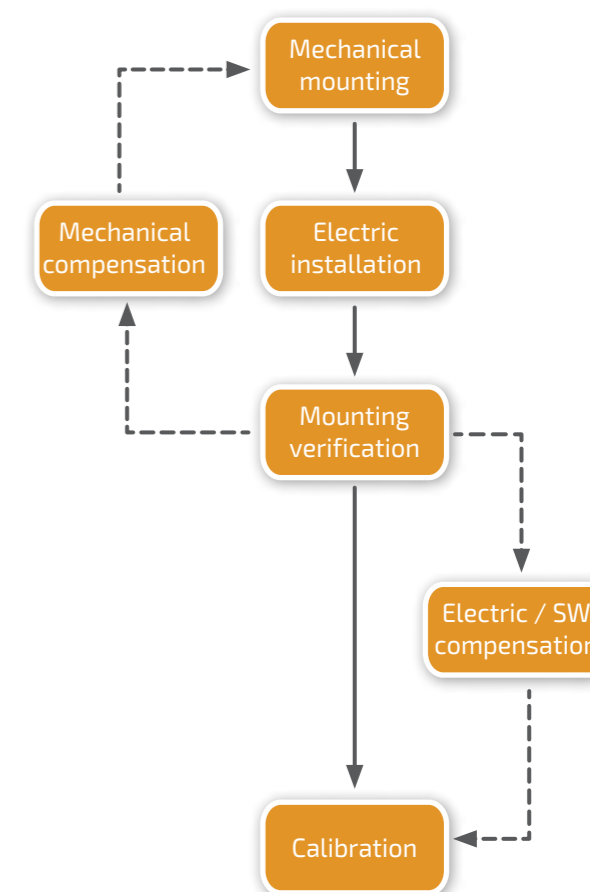 Mechanical
mounting
Mechanical
compensation
Electric
installation
Mounting
verification
Electric / SW
compensation
Calibration